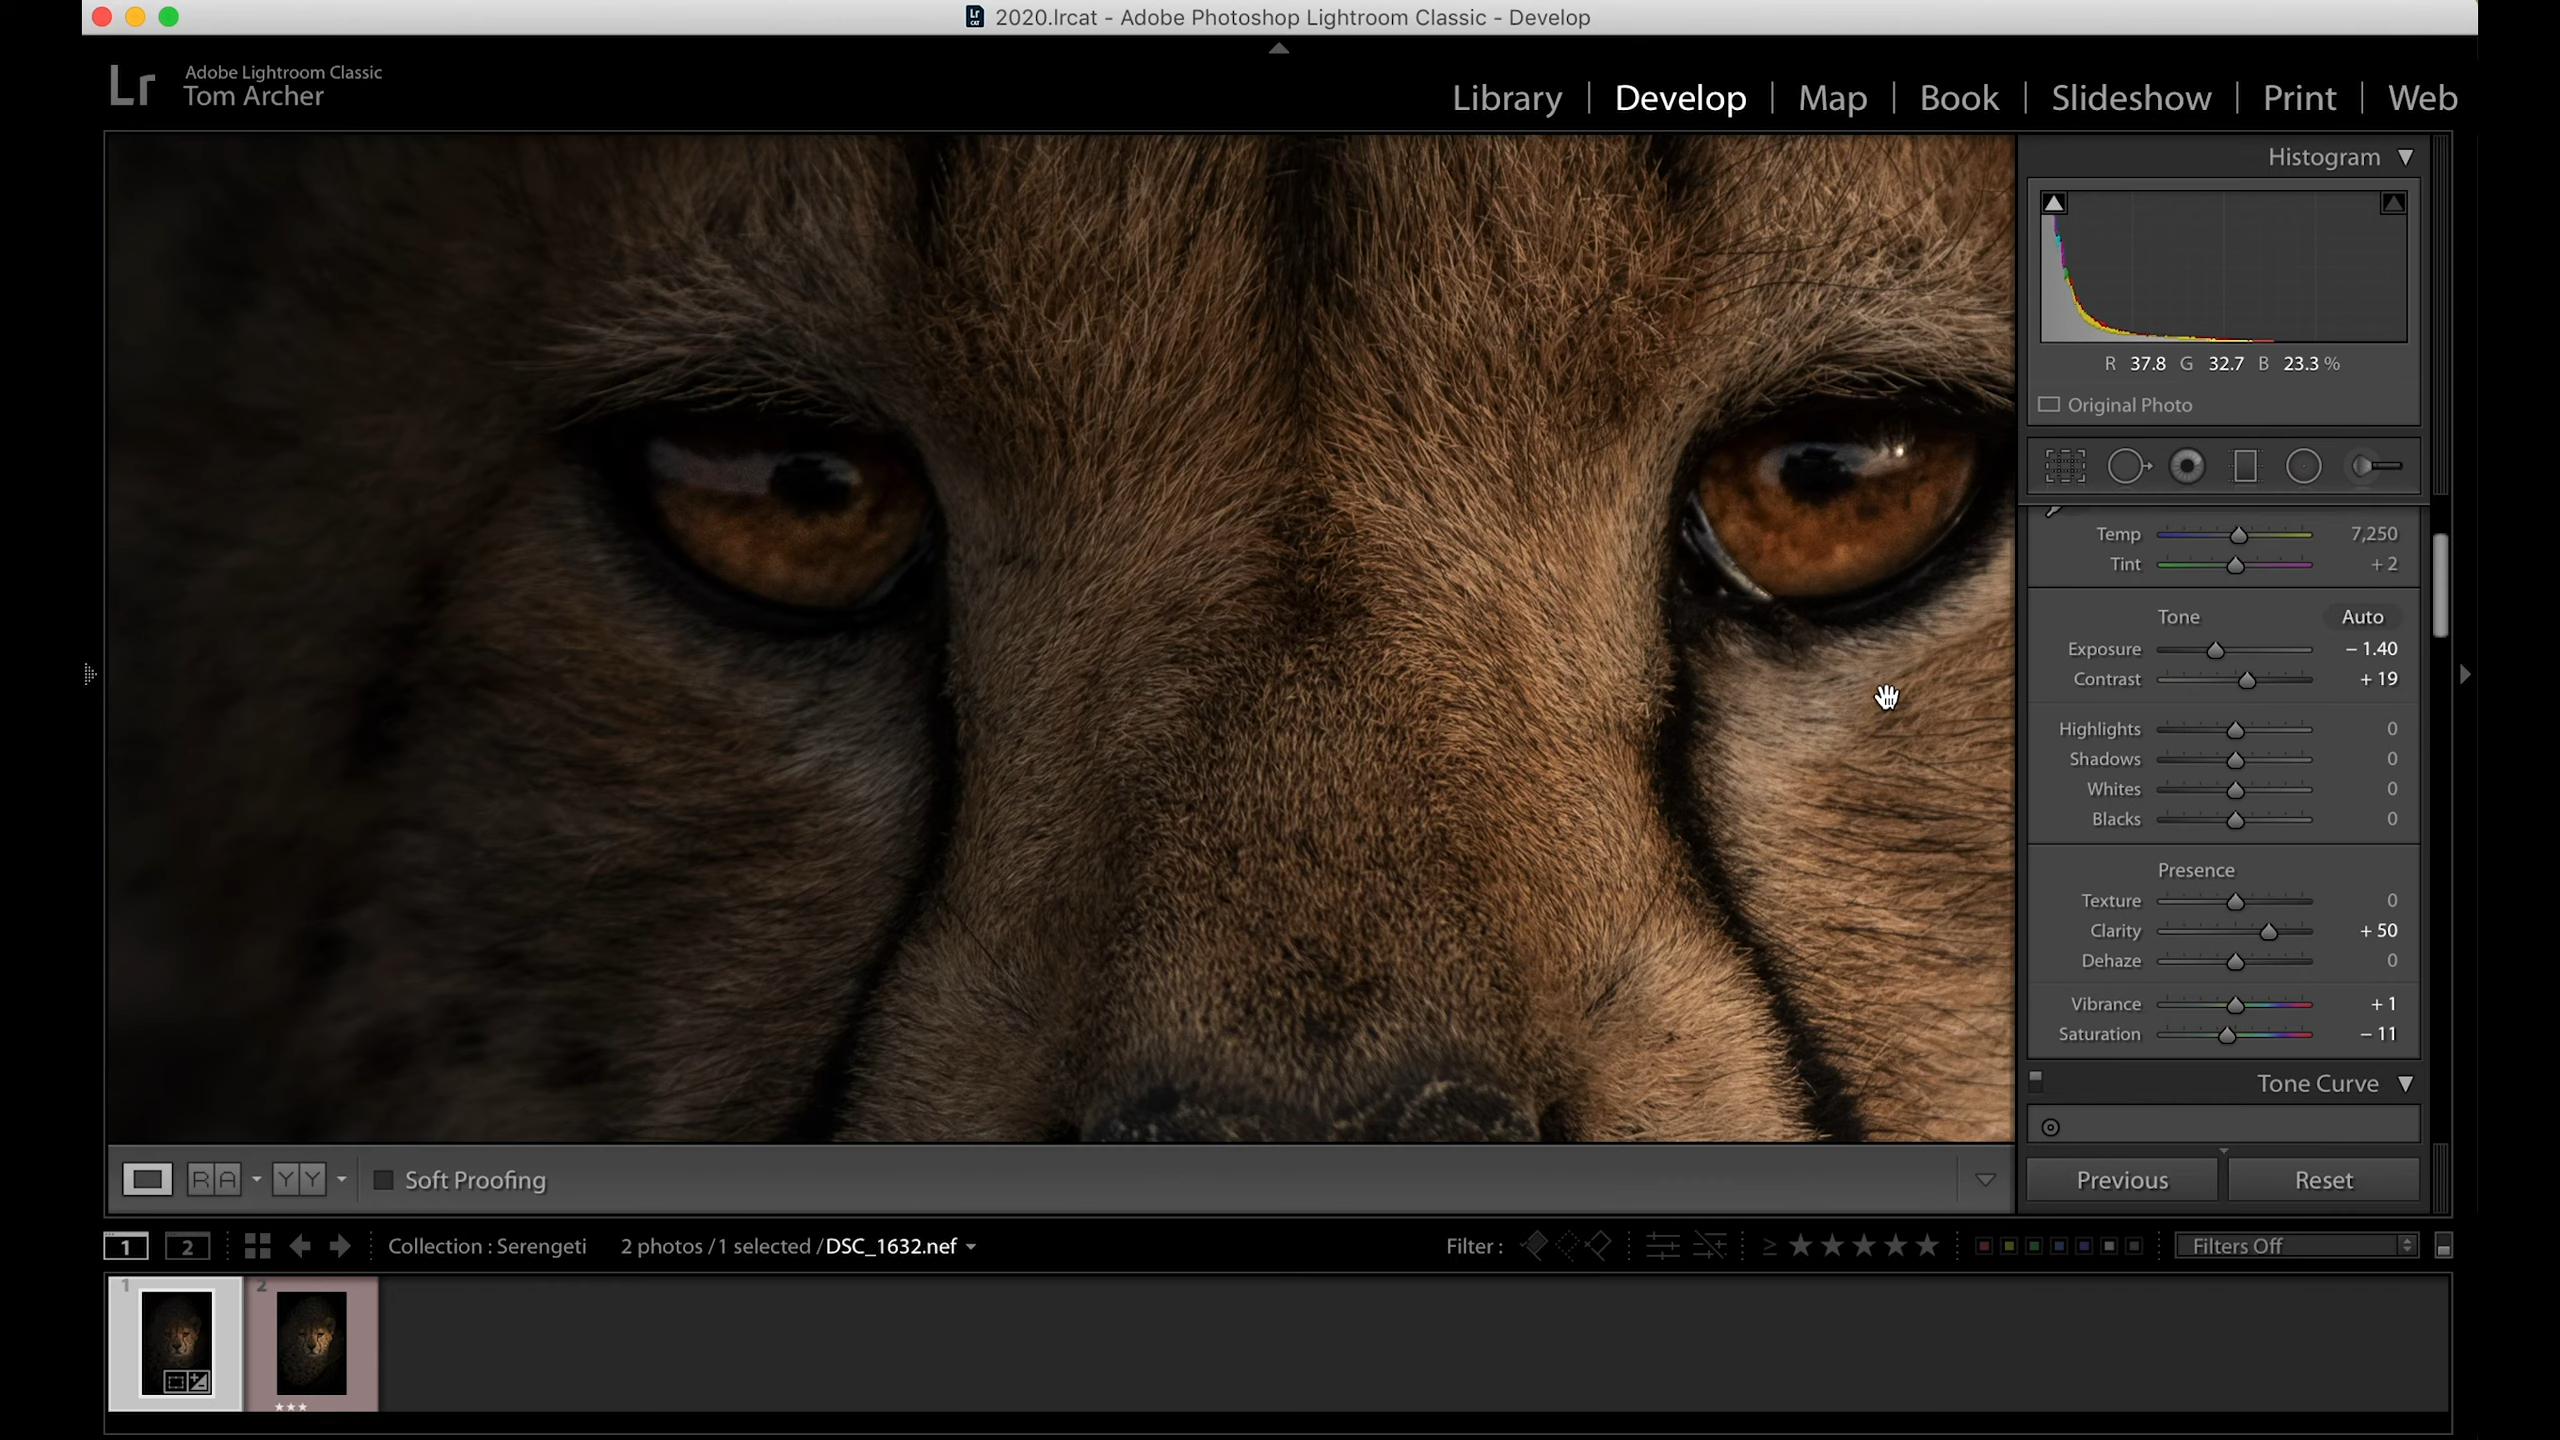 2020.lrcat - Adobe Photoshop Lightroom Classic - Develop
Lr
Adobe Lightroom Classic
Tom Archer
Library | Develop | Map | Book | Slideshow | Print | Web
Histogram
R 37.8 G 32.7 B 23.3 %
Original Photo
Temp 7,250
Tint + 2
Tone Auto
Exposure – 1.40
Contrast + 19
Highlights 0
Shadows 0
Whites 0
Blacks 0
Presence
Texture 0
Clarity + 50
Dehaze 0
Vibrance + 1
Saturation – 11
Tone Curve
R A Y Y Soft Proofing
Previous Reset
1 2 Collection : Serengeti 2 photos / 1 selected / DSC_1632.nef Filter : ≥ ★★★★★ Filters Off
1 2
★★★